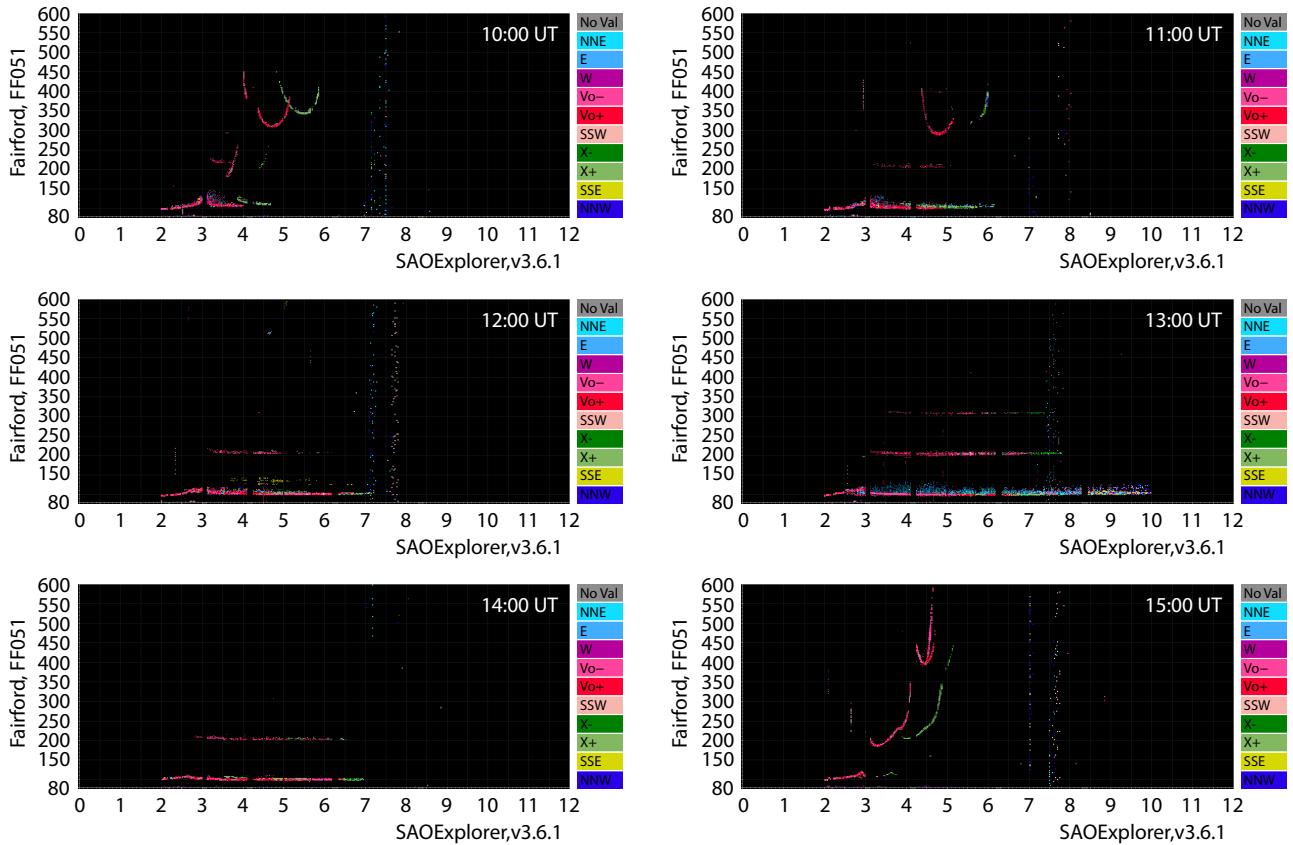 10:00 UT
600
550
500
450
400
350
300
250
200
150
80
Fairford, FF051
0 1 2 3 4 5 6 7 8 9 10 11 12
SAOExplorer,v3.6.1
No Val
NNE
E
W
Vo−
Vo+
SSW
X-
X+
SSE
NNW
11:00 UT
600
550
500
450
400
350
300
250
200
150
80
Fairford, FF051
0 1 2 3 4 5 6 7 8 9 10 11 12
SAOExplorer,v3.6.1
No Val
NNE
E
W
Vo−
Vo+
SSW
X-
X+
SSE
NNW
12:00 UT
600
550
500
450
400
350
300
250
200
150
80
Fairford, FF051
0 1 2 3 4 5 6 7 8 9 10 11 12
SAOExplorer,v3.6.1
No Val
NNE
E
W
Vo−
Vo+
SSW
X-
X+
SSE
NNW
13:00 UT
600
550
500
450
400
350
300
250
200
150
80
Fairford, FF051
0 1 2 3 4 5 6 7 8 9 10 11 12
SAOExplorer,v3.6.1
No Val
NNE
E
W
Vo−
Vo+
SSW
X-
X+
SSE
NNW
14:00 UT
600
550
500
450
400
350
300
250
200
150
80
Fairford, FF051
0 1 2 3 4 5 6 7 8 9 10 11 12
SAOExplorer,v3.6.1
No Val
NNE
E
W
Vo−
Vo+
SSW
X-
X+
SSE
NNW
15:00 UT
600
550
500
450
400
350
300
250
200
150
80
Fairford, FF051
0 1 2 3 4 5 6 7 8 9 10 11 12
SAOExplorer,v3.6.1
No Val
NNE
E
W
Vo−
Vo+
SSW
X-
X+
SSE
NNW